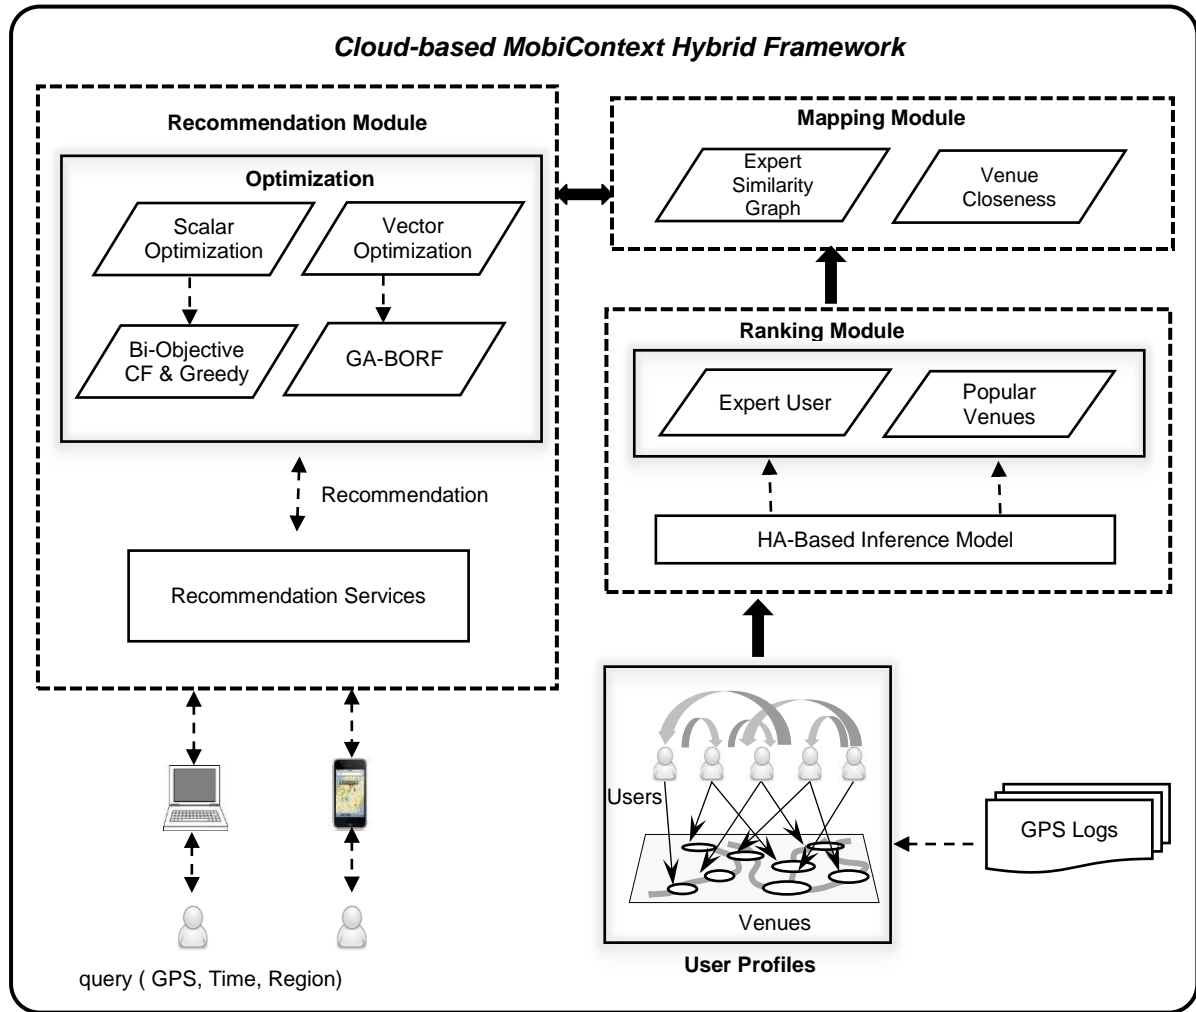 Cloud-based MobiContext Hybrid Framework
Recommendation Module
Optimization
Scalar
Optimization
Vector
Optimization
Bi-Objective
CF & Greedy
GA-BORF
Recommendation
Recommendation Services
query ( GPS, Time, Region)
Mapping Module
Expert
Similarity
Graph
Venue
Closeness
Ranking Module
Expert User
Popular
Venues
HA-Based Inference Model
Users
Venues
User Profiles
GPS Logs